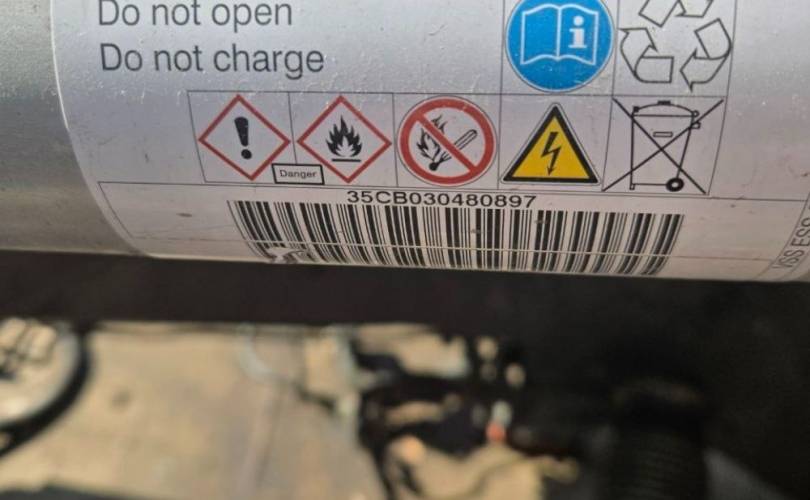 Do not open
Do not charge
Danger
35CB030480897